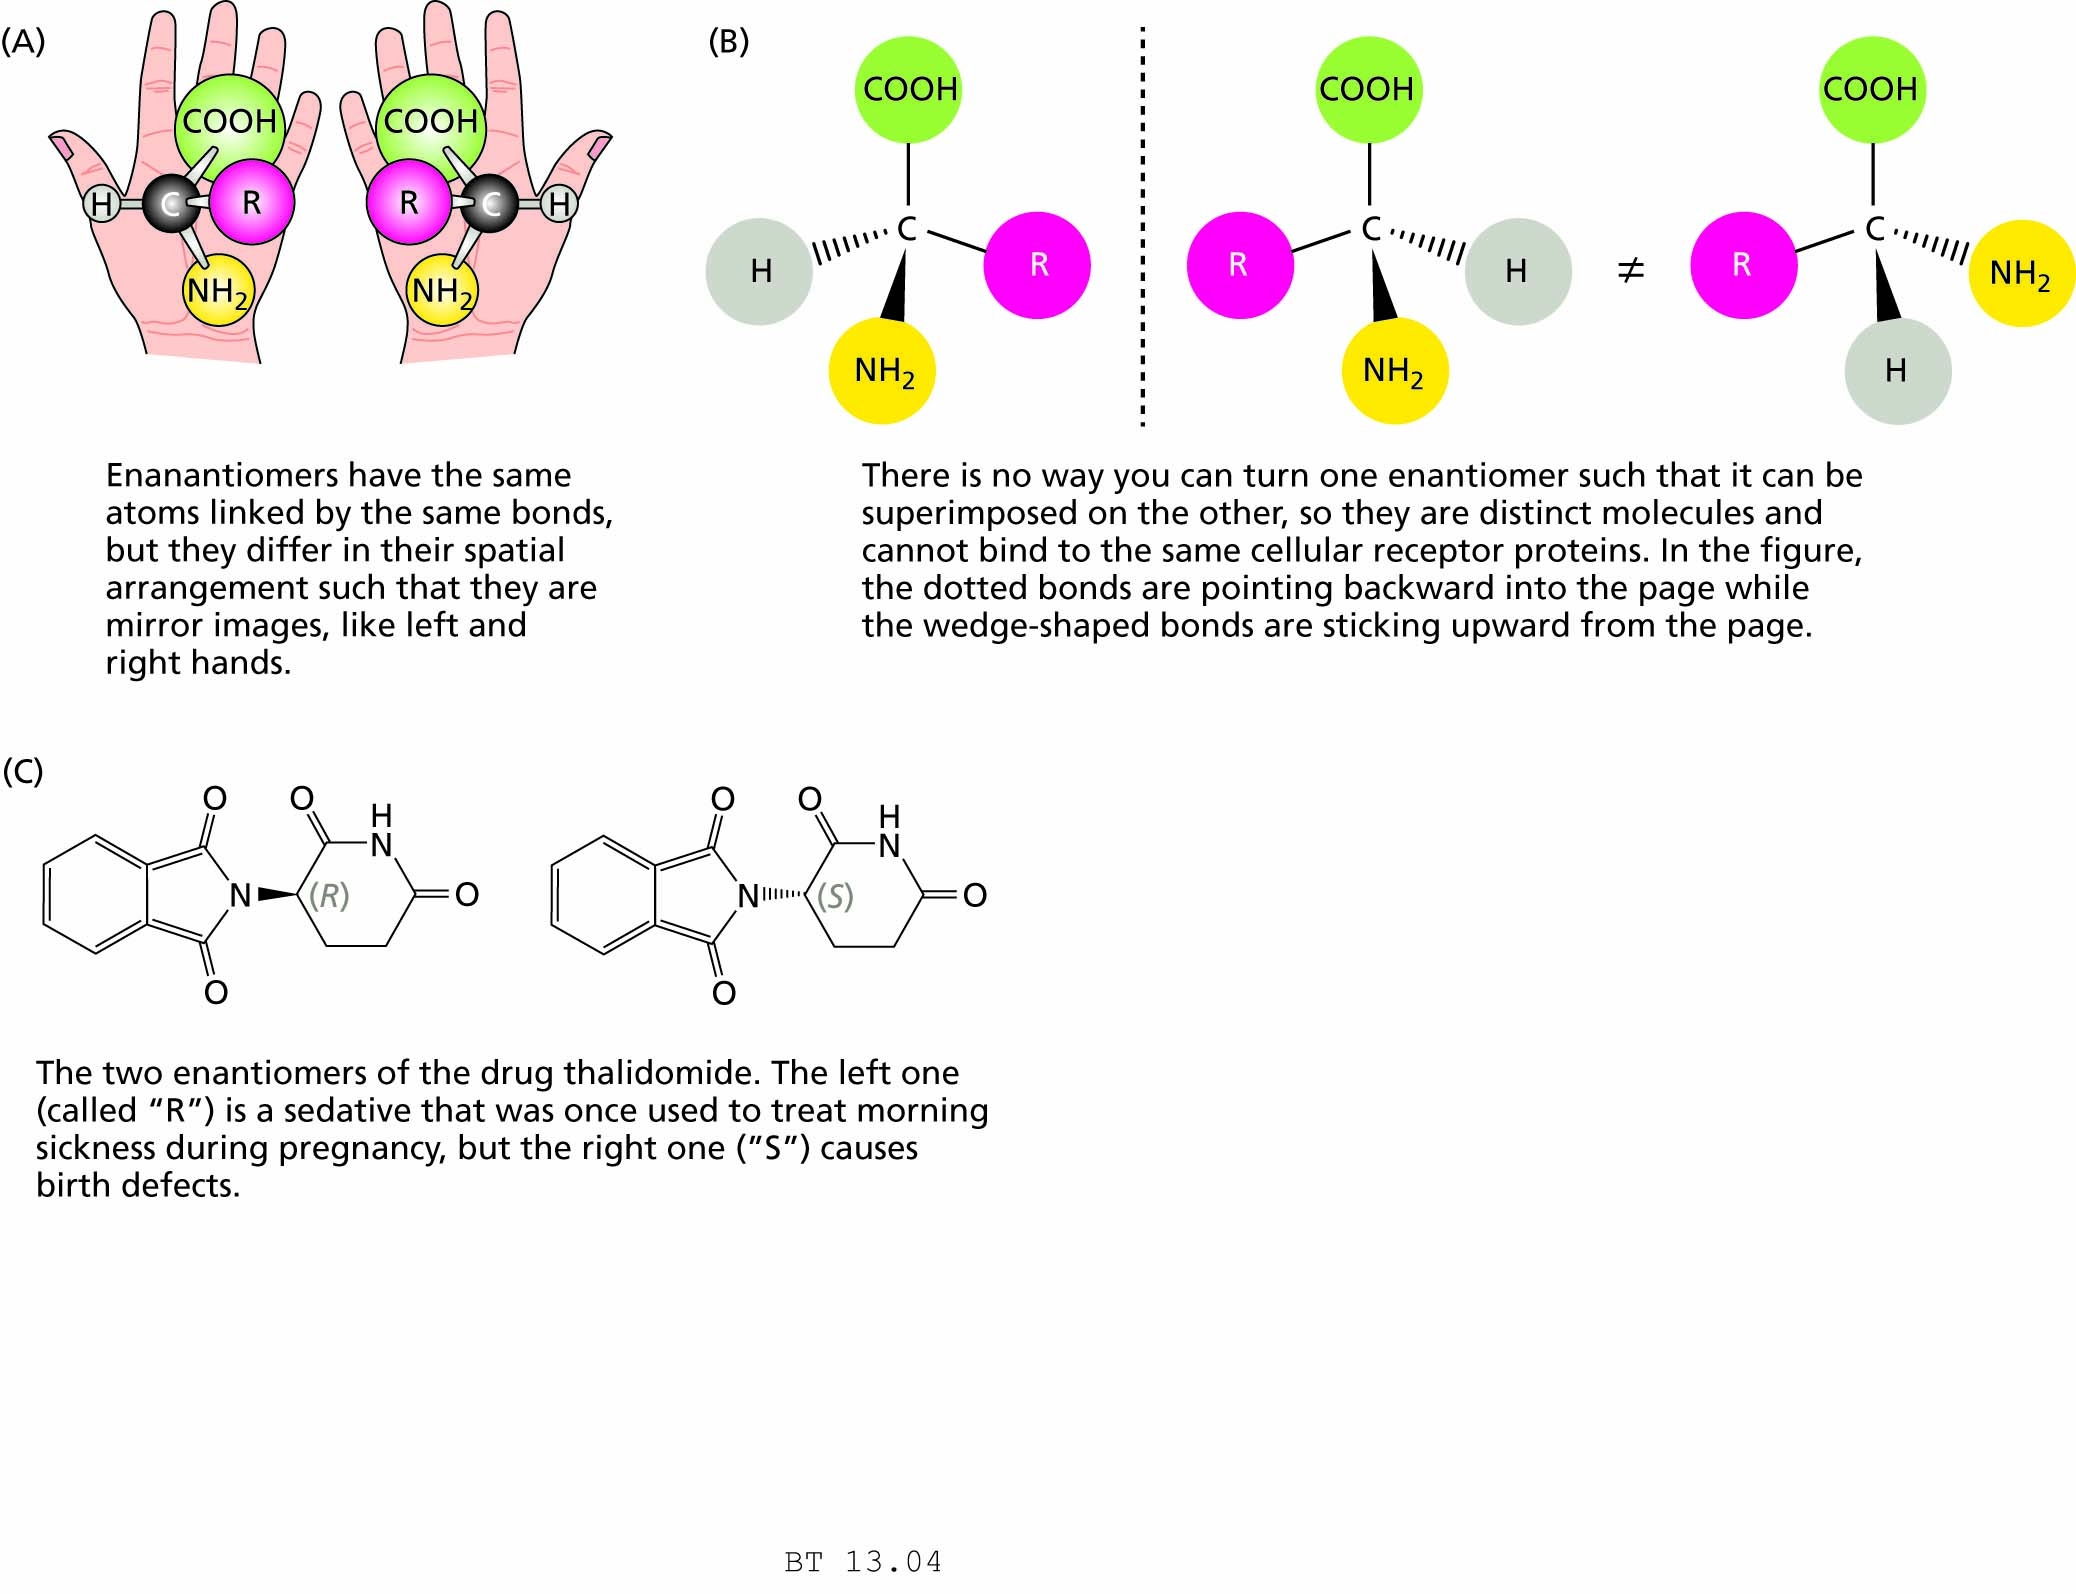 (A)
COOH
H C R
NH2
COOH
R C H
NH2
Enanantiomers have the same
atoms linked by the same bonds,
but they differ in their spatial
arrangement such that they are
mirror images, like left and
right hands.
(B)
COOH
C
H
R
NH2
COOH
C
R
H
NH2
≠
COOH
C
R
NH2
H
There is no way you can turn one enantiomer such that it can be
superimposed on the other, so they are distinct molecules and
cannot bind to the same cellular receptor proteins. In the figure,
the dotted bonds are pointing backward into the page while
the wedge-shaped bonds are sticking upward from the page.
(C)
O O H
N
N (R) O
O
O O H
N
N (S) O
O
The two enantiomers of the drug thalidomide. The left one
(called “R”) is a sedative that was once used to treat morning
sickness during pregnancy, but the right one (”S”) causes
birth defects.
BT 13.04